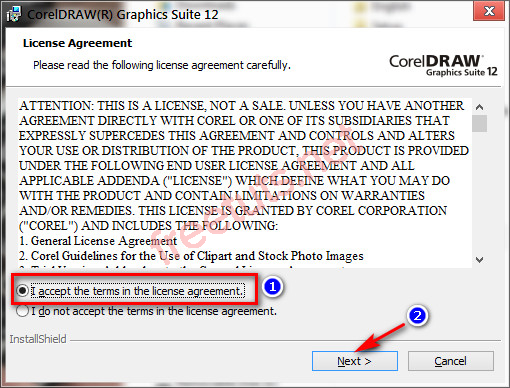 CorelDRAW(R) Graphics Suite 12
License Agreement
Please read the following license agreement carefully.
CorelDRAW
Graphics Suite 12
ATTENTION: THIS IS A LICENSE, NOT A SALE. UNLESS YOU HAVE ANOTHER
AGREEMENT DIRECTLY WITH COREL OR ONE OF ITS SUBSIDIARIES THAT
EXPRESSLY SUPERCEDES THIS AGREEMENT AND CONTROLS AND ALTERS
YOUR USE OR DISTRIBUTION OF THE PRODUCT, THIS PRODUCT IS PROVIDED
UNDER THE FOLLOWING END USER LICENSE AGREEMENT AND ALL
APPLICABLE ADDENDA ("LICENSE") WHICH DEFINE WHAT YOU MAY DO
WITH THE PRODUCT AND CONTAIN LIMITATIONS ON WARRANTIES
AND/OR REMEDIES. THIS LICENSE IS GRANTED BY COREL CORPORATION
("COREL") AND INCLUDES THE FOLLOWING:
1. General License Agreement
2. Corel Guidelines for the Use of Clipart and Stock Photo Images
freetuts.net
I accept the terms in the license agreement.
1
I do not accept the terms in the license agreement.
2
InstallShield
Next >
Cancel